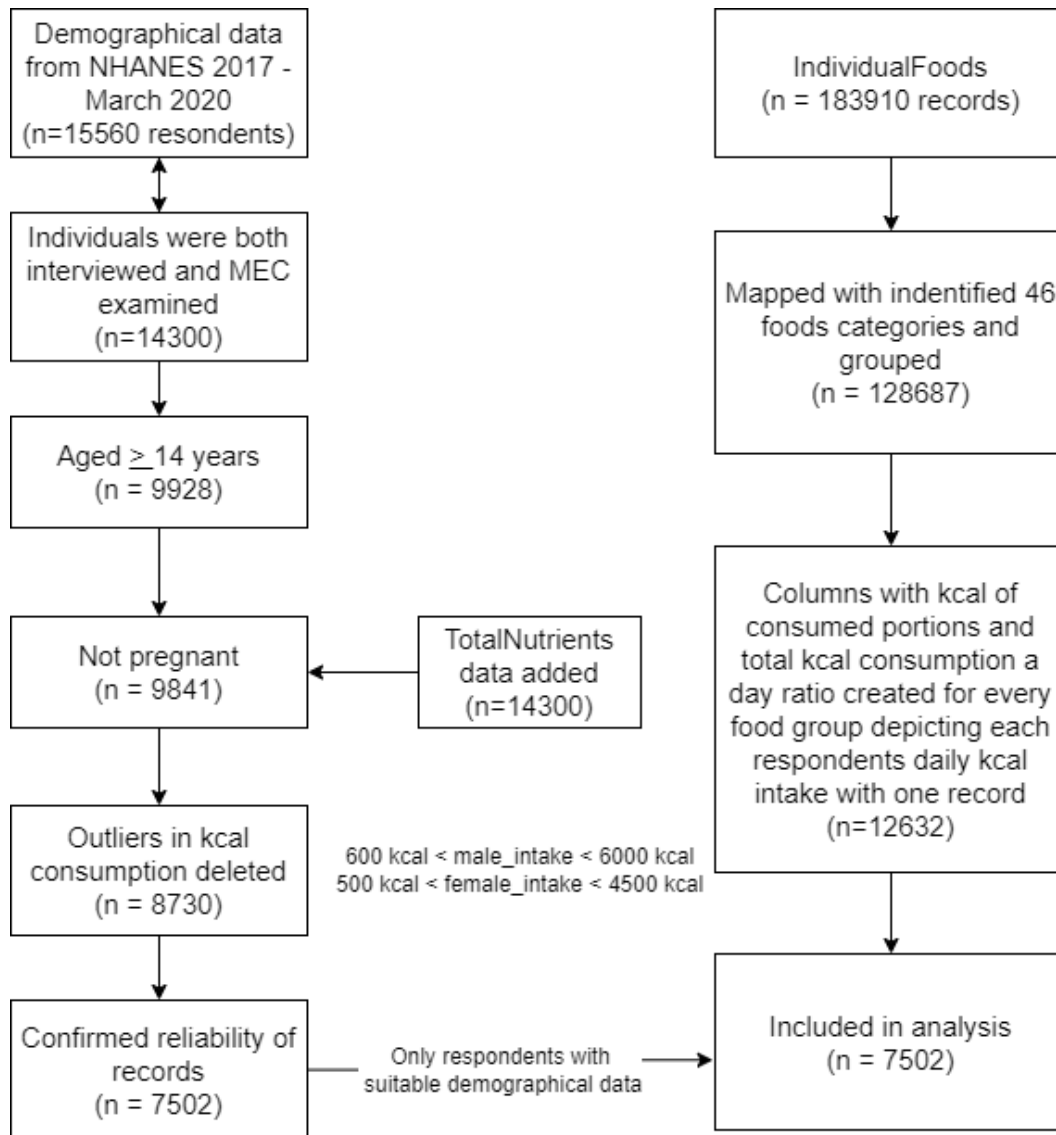 Demographical data
from NHANES 2017 -
March 2020
(n=15560 resondents)
Individuals were both
interviewed and MEC
examined
(n=14300)
Aged ≥ 14 years
(n = 9928)
Not pregnant
(n = 9841)
TotalNutrients
data added
(n=14300)
Outliers in kcal
consumption deleted
(n = 8730)
600 kcal < male_intake < 6000 kcal
500 kcal < female_intake < 4500 kcal
Confirmed reliability of
records
(n = 7502)
Only respondents with
suitable demographical data
IndividualFoods
(n = 183910 records)
Mapped with indentified 46
foods categories and
grouped
(n = 128687)
Columns with kcal of
consumed portions and
total kcal consumption a
day ratio created for every
food group depicting each
respondents daily kcal
intake with one record
(n=12632)
Included in analysis
(n = 7502)